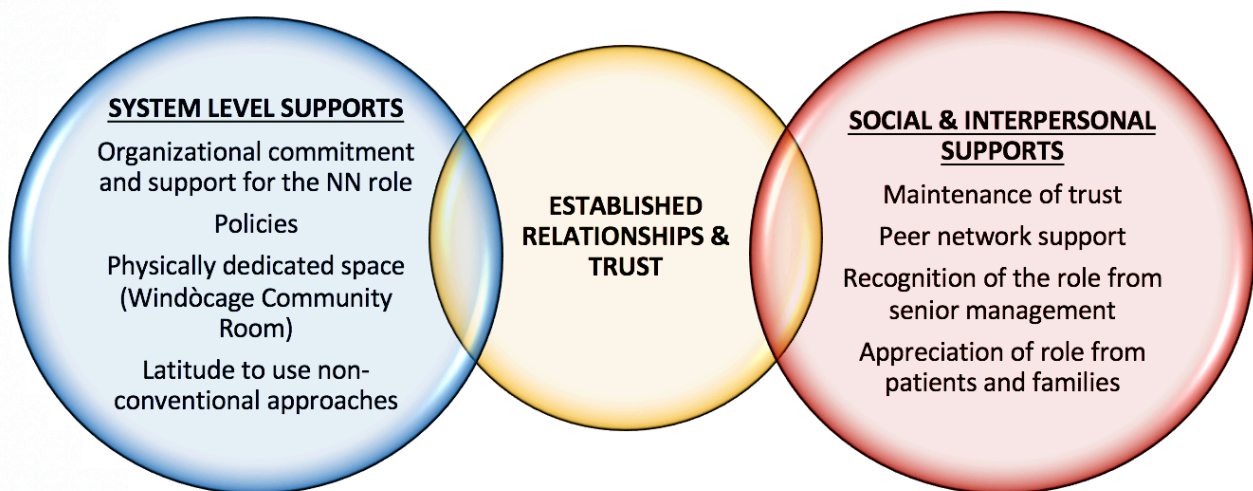 SYSTEM LEVEL SUPPORTS
Organizational commitment
and support for the NN role
Policies
Physically dedicated space
(Windòcage Community
Room)
Latitude to use non-
conventional approaches
ESTABLISHED
RELATIONSHIPS &
TRUST
SOCIAL & INTERPERSONAL
SUPPORTS
Maintenance of trust
Peer network support
Recognition of the role from
senior management
Appreciation of role from
patients and families